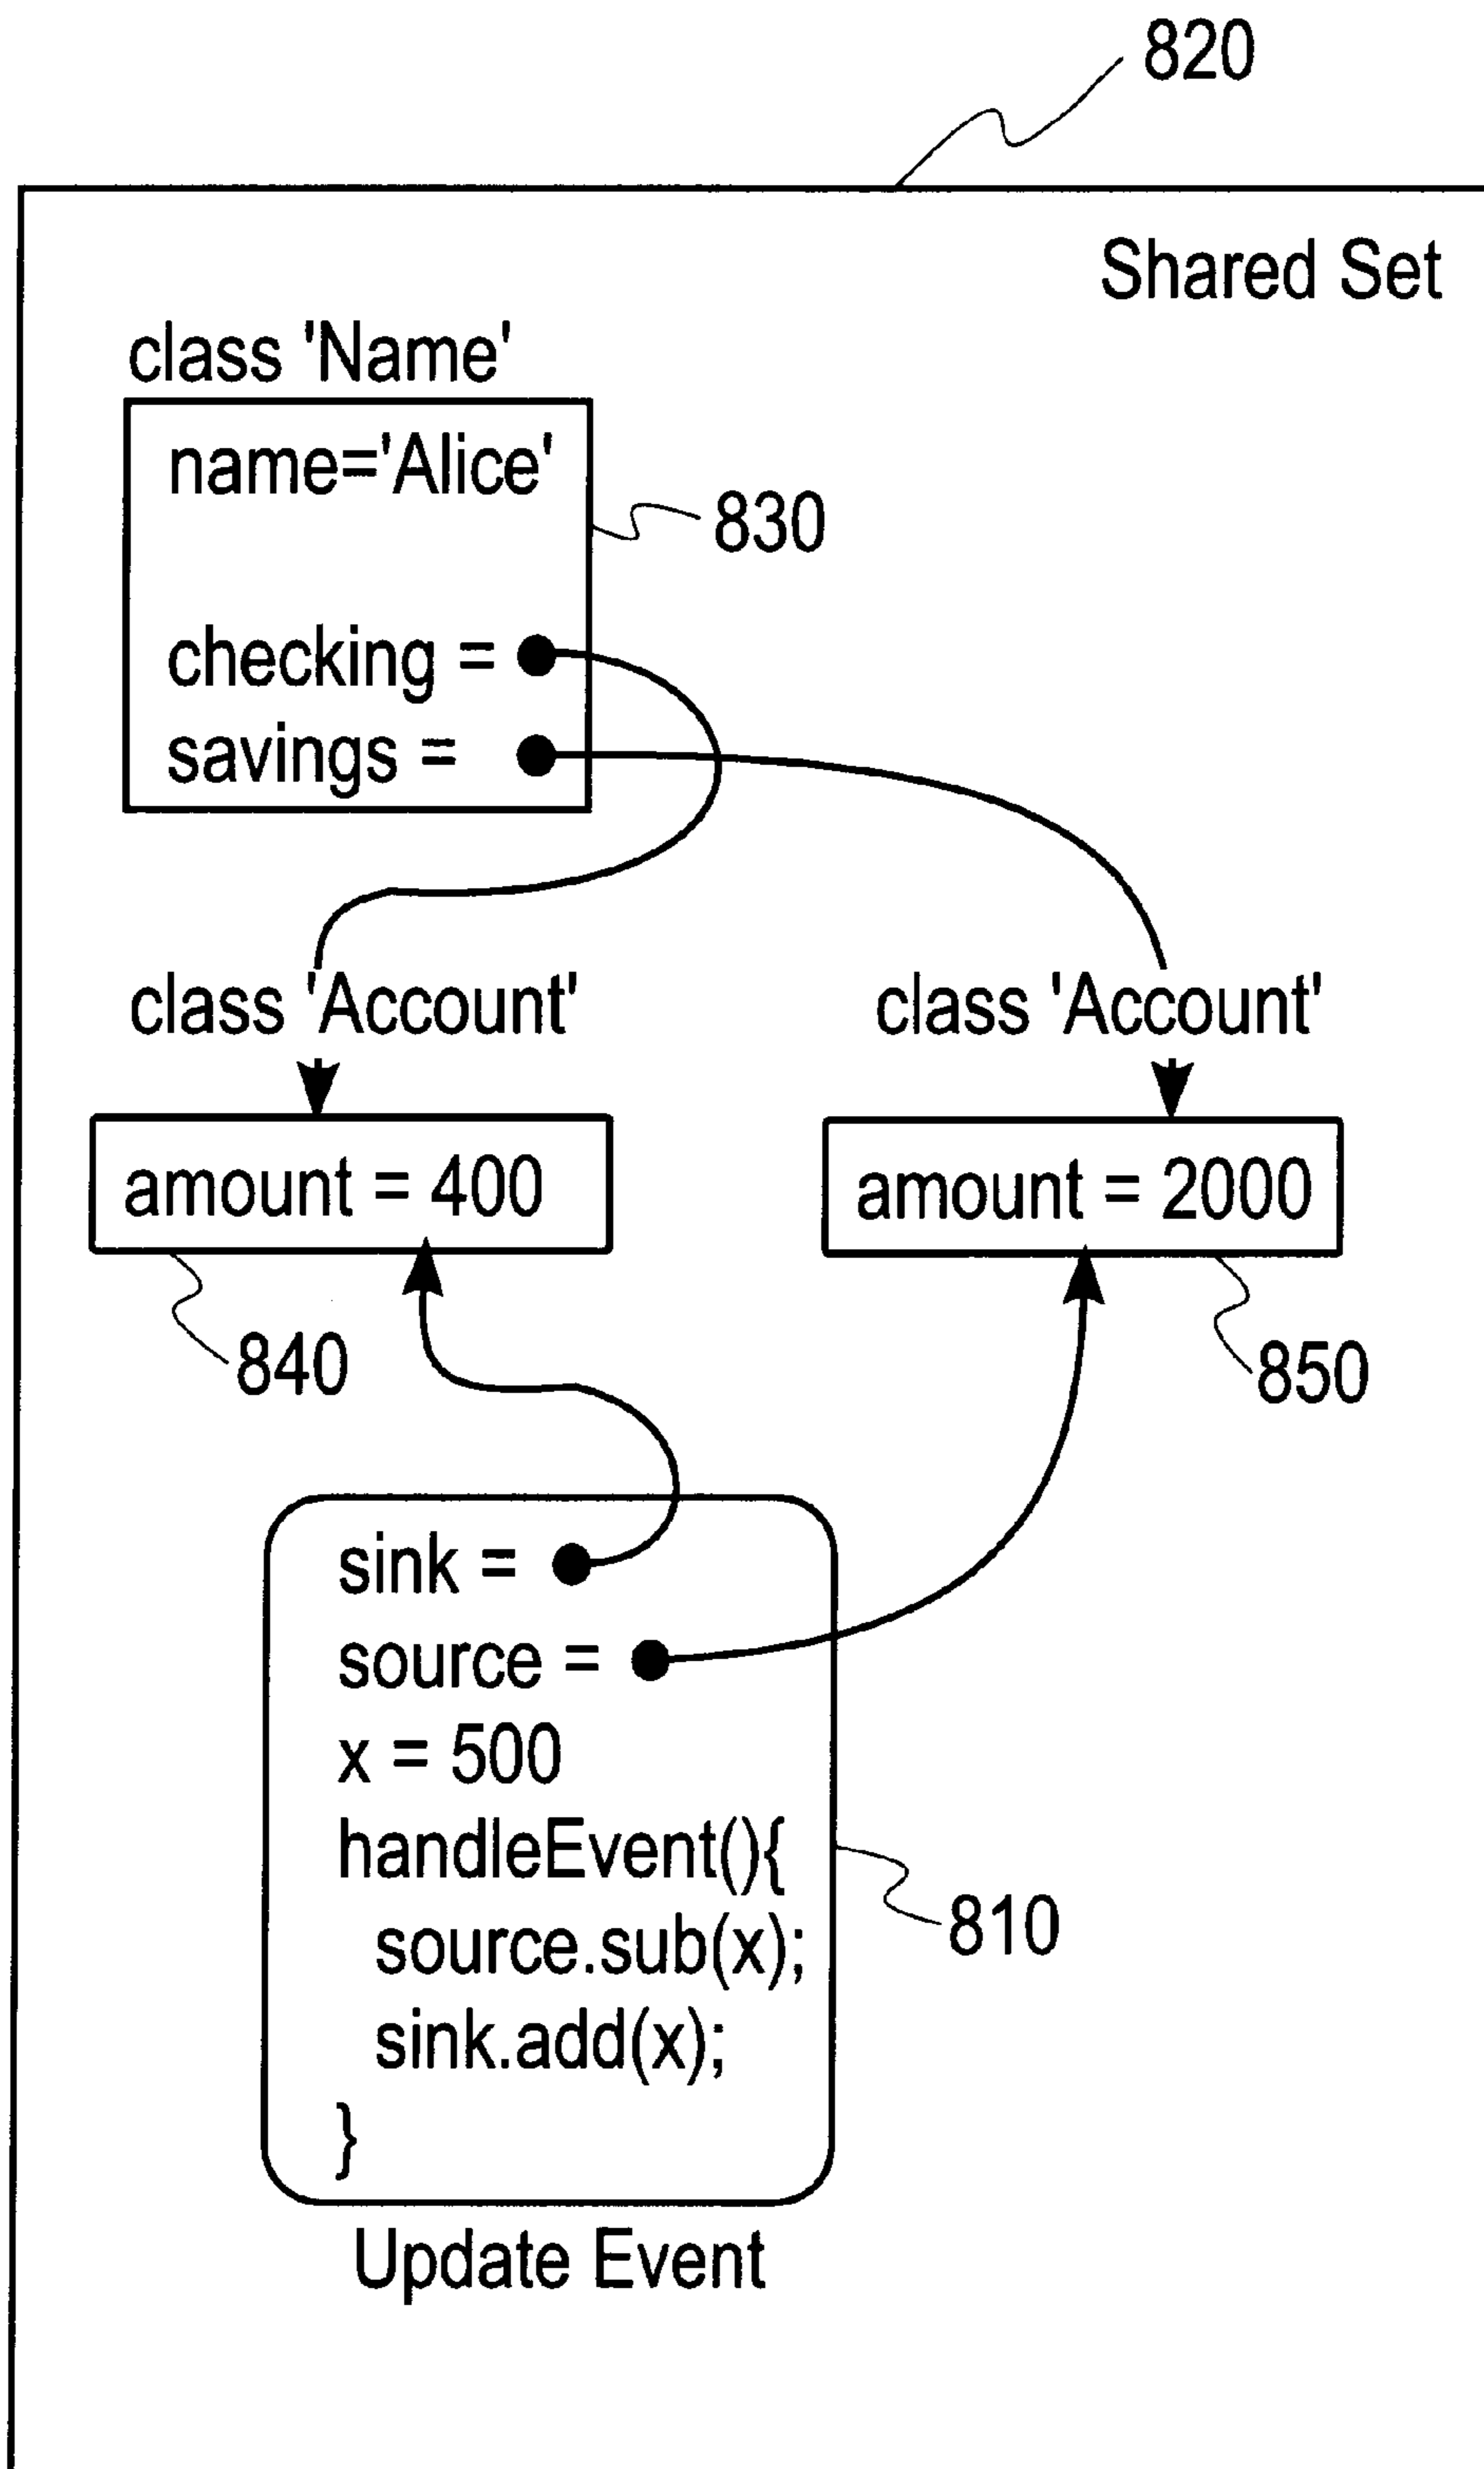 820
Shared Set
class 'Name'
name='Alice'
830
checking =
savings =
class 'Account'
class 'Account'
amount = 400
amount = 2000
840
850
sink =
source =
x = 500
handleEvent(){
source.sub(x);
810
sink.add(x);
}
Update Event